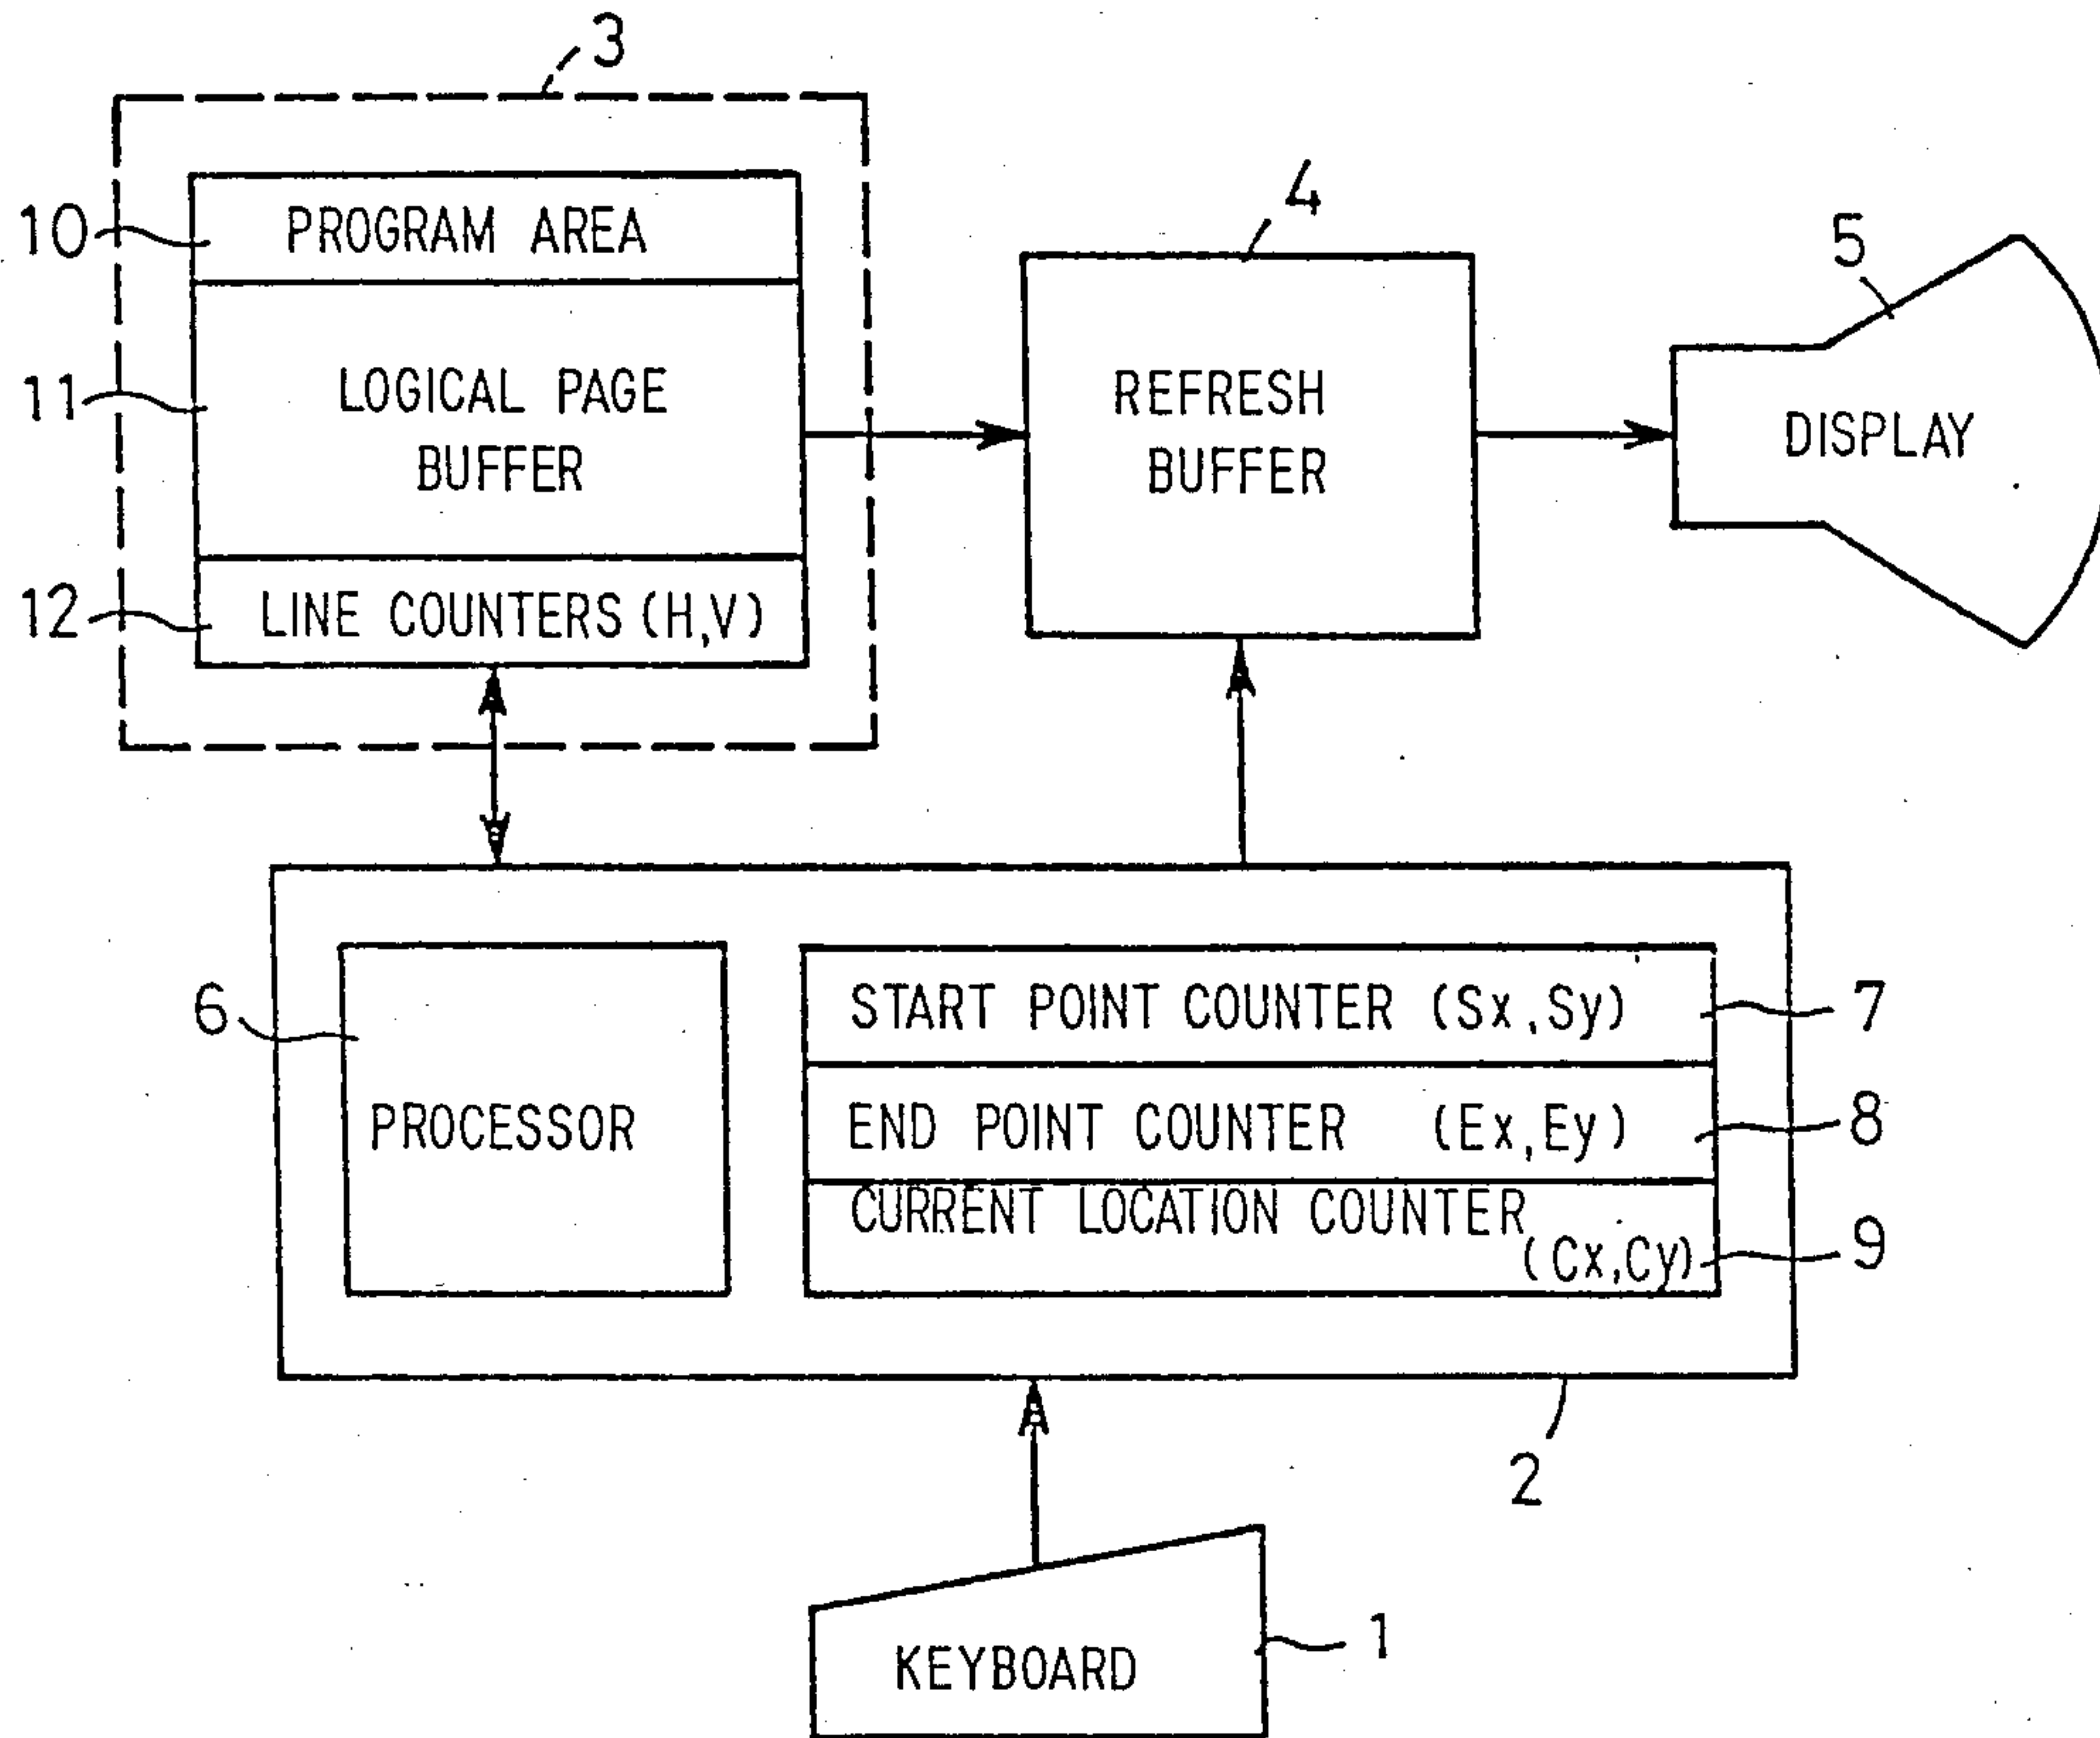 3
10
PROGRAM AREA
4
5
11
LOGICAL PAGE
BUFFER
REFRESH
BUFFER
DISPLAY
12
LINE COUNTERS (H,V)
6
PROCESSOR
START POINT COUNTER (Sx,Sy)
7
END POINT COUNTER (Ex,Ey)
8
CURRENT LOCATION COUNTER
(Cx,Cy)
9
2
KEYBOARD
1